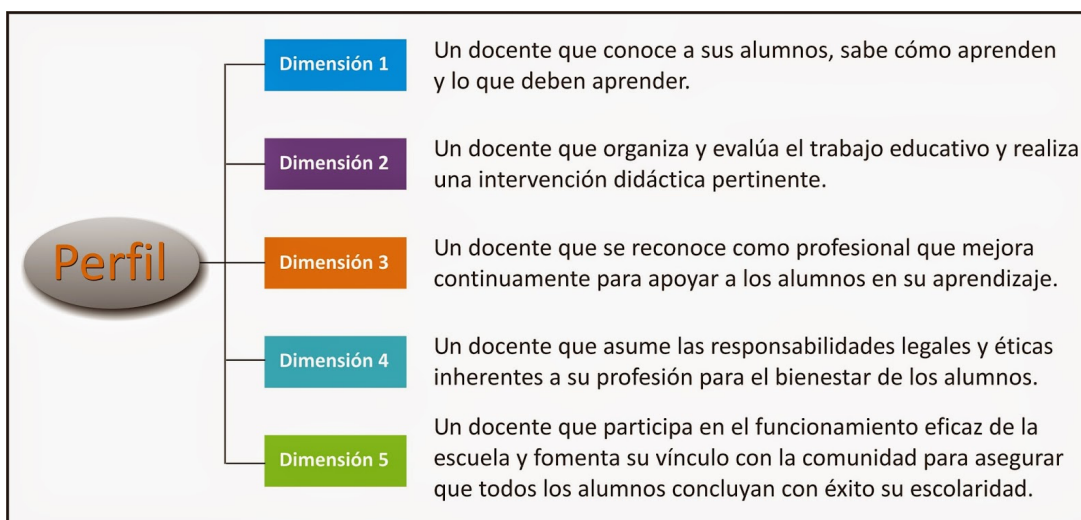 Perfil
Dimensión 1
Un docente que conoce a sus alumnos, sabe cómo aprenden
y lo que deben aprender.
Dimensión 2
Un docente que organiza y evalúa el trabajo educativo y realiza
una intervención didáctica pertinente.
Dimensión 3
Un docente que se reconoce como profesional que mejora
continuamente para apoyar a los alumnos en su aprendizaje.
Dimensión 4
Un docente que asume las responsabilidades legales y éticas
inherentes a su profesión para el bienestar de los alumnos.
Dimensión 5
Un docente que participa en el funcionamiento eficaz de la
escuela y fomenta su vínculo con la comunidad para asegurar
que todos los alumnos concluyan con éxito su escolaridad.